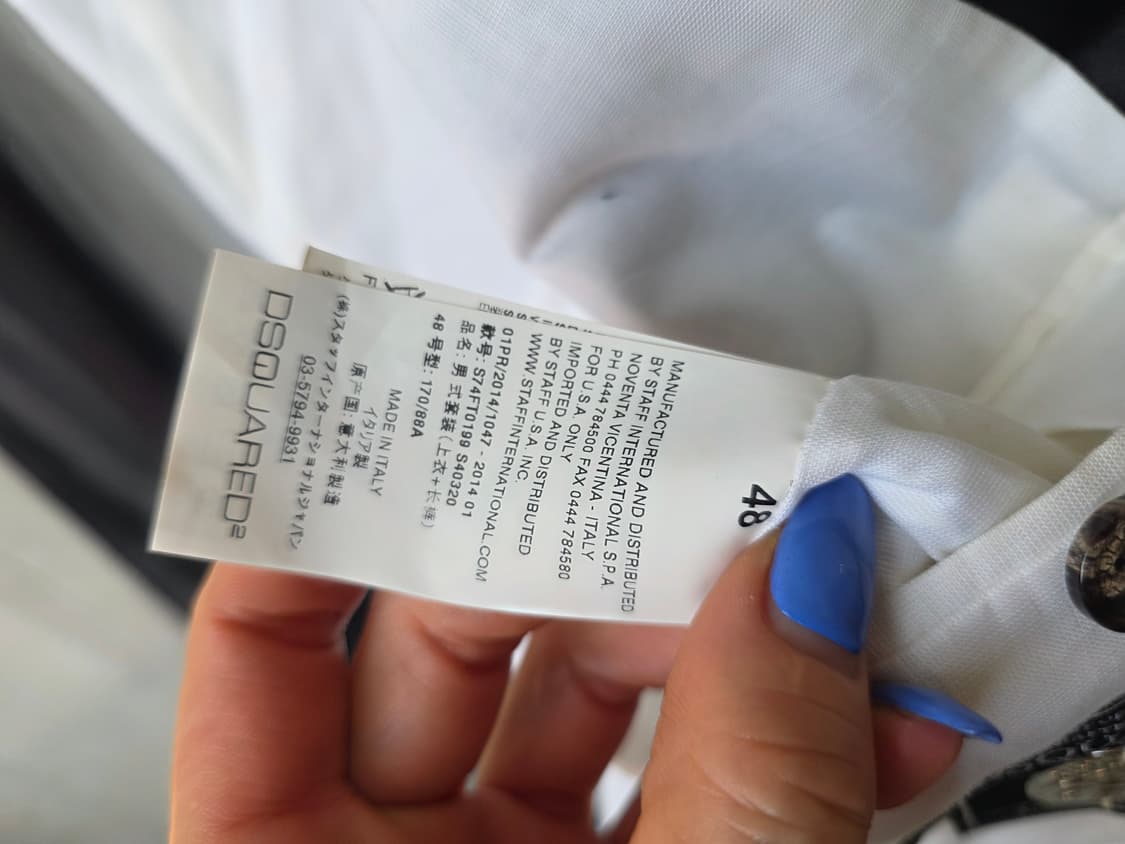 48
MANUFACTURED AND DISTRIBUTED
BY STAFF INTERNATIONAL S.P.A.
NOVENTA VICENTINA - ITALY
PH 0444 784500 FAX 0444 784580
FOR U.S.A. ONLY
IMPORTED AND DISTRIBUTED
BY STAFF U.S.A. INC.
WWW.STAFFINTERNATIONAL.COM
01PR/2014/1047 - 2014 01
款号: S74FT0199 S40320
品名: 男式套装(上衣+长裤)
48 号型: 170/88A
MADE IN ITALY
イタリア製
原产国: 意大利製造
(株)スタッフインターナショナルジャパン
03-5794-9931
DSQUARED²